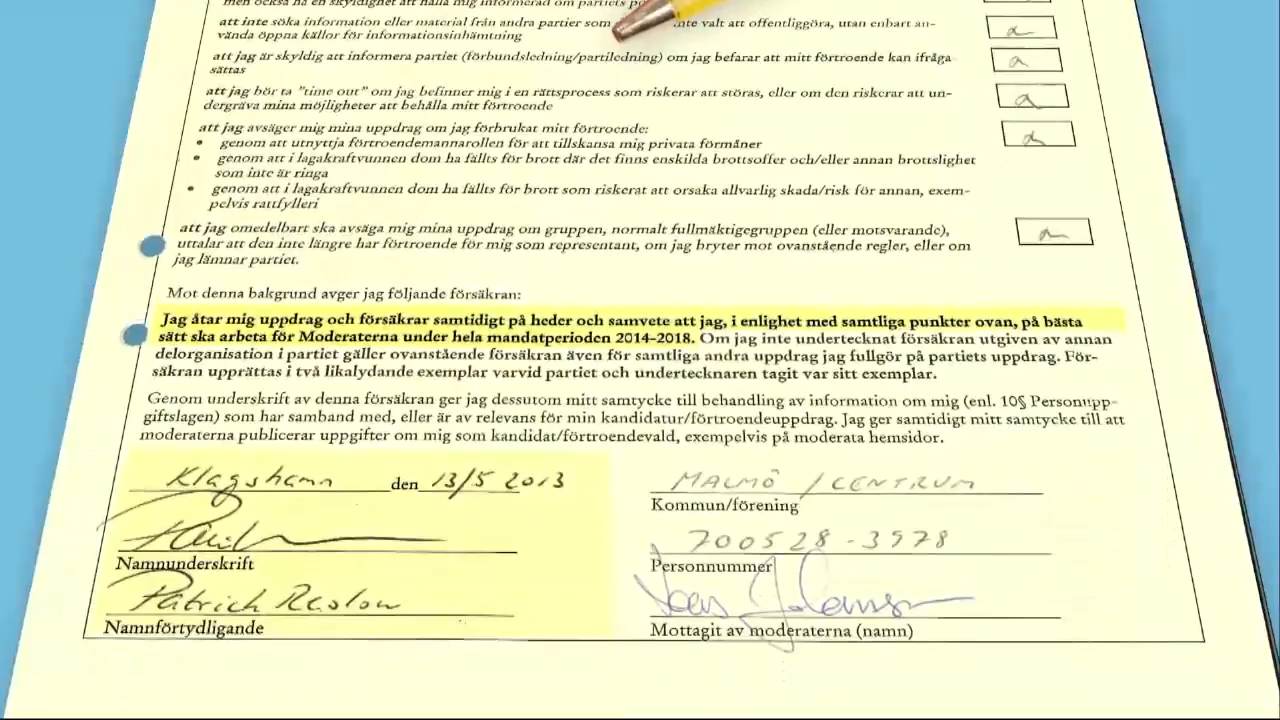 men också ha en skyldighet att hålla mig informerad om partiets
att inte söka information eller material från andra partier som inte valt att offentliggöra, utan enbart an-
vända öppna källor för informationsinhämtning
att jag är skyldig att informera partiet (förbundsledning/partiledning) om jag befarar att mitt förtroende kan ifråga
sättas
att jag bör ta "time out" om jag befinner mig i en rättsprocess som riskerar att störas, eller om den riskerar att un-
dergräva mina möjligheter att behålla mitt förtroende
att jag avsäger mig mina uppdrag om jag förbrukat mitt förtroende:
• genom att utnyttja förtroendemannarollen för att tillskansa mig privata förmåner
• genom att i lagakraftvunnen dom ha fällts för brott där det finns enskilda brottsoffer och/eller annan brottslighet
som inte är ringa
• genom att i lagakraftvunnen dom ha fällts för brott som riskerat att orsaka allvarlig skada/risk för annan, exem-
pelvis rattfylleri
att jag omedelbart ska avsäga mig mina uppdrag om gruppen, normalt fullmäktigegruppen (eller motsvarande),
uttalar att den inte längre har förtroende för mig som representant, om jag bryter mot ovanstående regler, eller om
jag lämnar partiet.
Mot denna bakgrund avger jag följande försäkran:
Jag åtar mig uppdrag och försäkrar samtidigt på heder och samvete att jag, i enlighet med samtliga punkter ovan, på bästa
sätt ska arbeta för Moderaterna under hela mandatperioden 2014-2018. Om jag inte undertecknat försäkran utgiven av annan
delorganisation i partiet gäller ovanstående försäkran även för samtliga andra uppdrag jag fullgör på partiets uppdrag. För-
säkran upprättas i två likalydande exemplar varvid partiet och undertecknaren tagit var sitt exemplar.
Genom underskrift av denna försäkran ger jag dessutom mitt samtycke till behandling av information om mig (enl. 10§ Personupp-
giftslagen) som har samband med, eller är av relevans för min kandidatur/förtroendeuppdrag. Jag ger samtidigt mitt samtycke till att
moderaterna publicerar uppgifter om mig som kandidat/förtroendevald, exempelvis på moderata hemsidor.
Klagshamn den 13/5 2013
MALMÖ / CENTRUM
Kommun/förening
700528-3978
Namnunderskrift
Personnummer
Patrick Reslow
Namnförtydligande
Mottagit av moderaterna (namn)